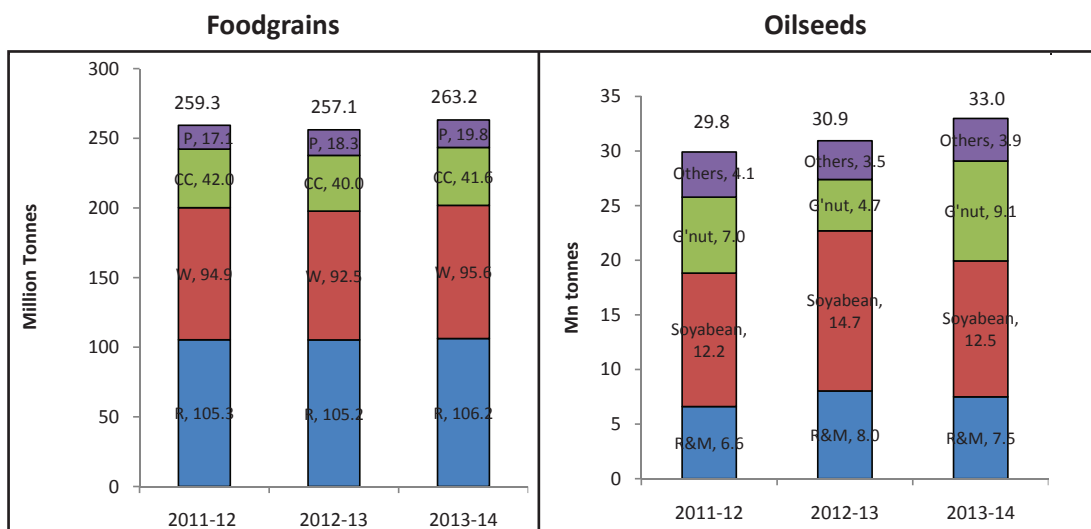 Foodgrains
Million Tonnes
300
250
200
150
100
50
0
259.3
257.1
263.2
P, 17.1
P, 18.3
P, 19.8
CC, 42.0
CC, 40.0
CC, 41.6
W, 94.9
W, 92.5
W, 95.6
R, 105.3
R, 105.2
R, 106.2
2011-12
2012-13
2013-14
Oilseeds
Mn tonnes
35
30
25
20
15
10
5
0
29.8
30.9
33.0
Others, 4.1
Others, 3.5
Others, 3.9
G'nut, 7.0
G'nut, 4.7
G'nut, 9.1
Soyabean,
12.2
Soyabean,
14.7
Soyabean,
12.5
R&M, 6.6
R&M, 8.0
R&M, 7.5
2011-12
2012-13
2013-14